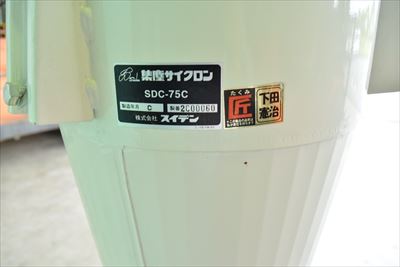 集塵サイクロン
SDC-75C
製造年月 C 製番 2C00060
株式会社 スイデン
たくみ
匠
下田
憲治